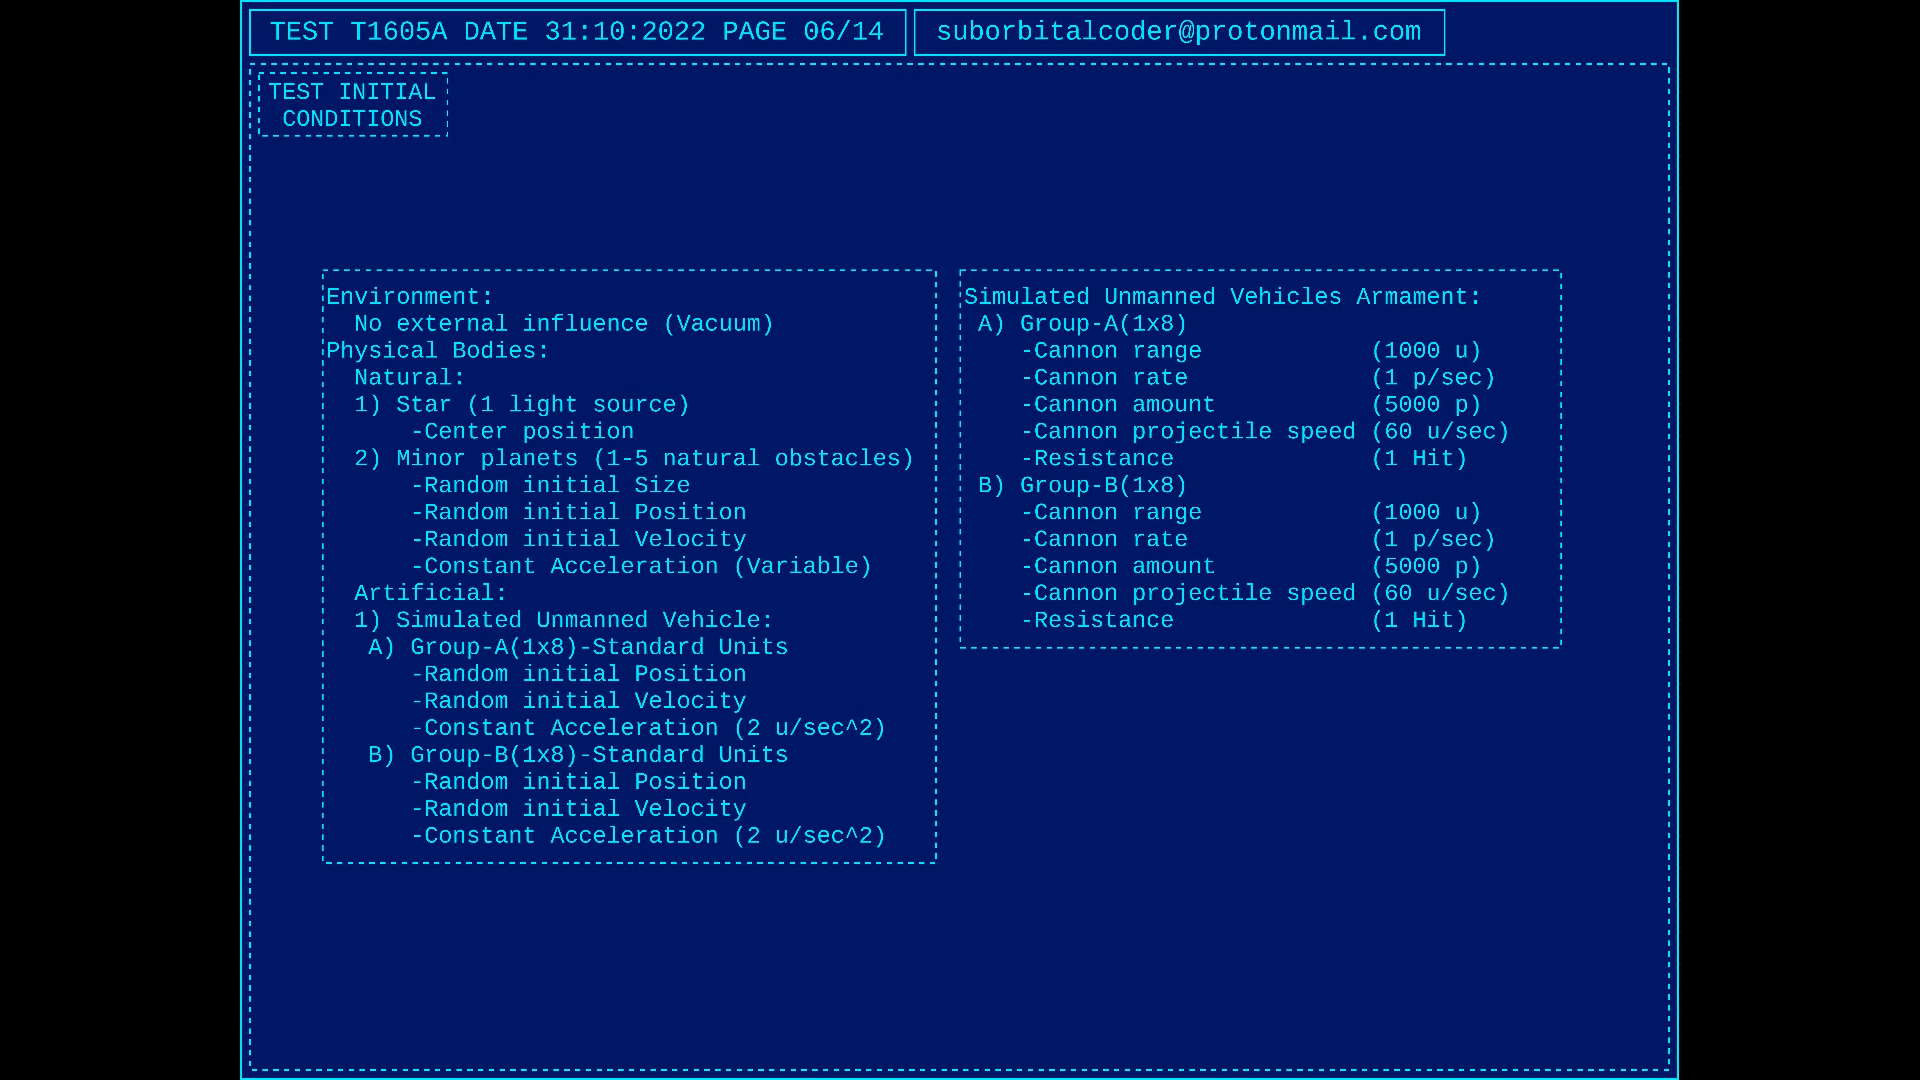 TEST T1605A DATE 31:10:2022 PAGE 06/14
suborbitalcoder@protonmail.com
TEST INITIAL
CONDITIONS
Environment:
No external influence (Vacuum)
Physical Bodies:
Natural:
1) Star (1 light source)
-Center position
2) Minor planets (1-5 natural obstacles)
-Random initial Size
-Random initial Position
-Random initial Velocity
-Constant Acceleration (Variable)
Artificial:
1) Simulated Unmanned Vehicle:
A) Group-A(1x8)-Standard Units
-Random initial Position
-Random initial Velocity
-Constant Acceleration (2 u/sec^2)
B) Group-B(1x8)-Standard Units
-Random initial Position
-Random initial Velocity
-Constant Acceleration (2 u/sec^2)
Simulated Unmanned Vehicles Armament:
A) Group-A(1x8)
-Cannon range (1000 u)
-Cannon rate (1 p/sec)
-Cannon amount (5000 p)
-Cannon projectile speed (60 u/sec)
-Resistance (1 Hit)
B) Group-B(1x8)
-Cannon range (1000 u)
-Cannon rate (1 p/sec)
-Cannon amount (5000 p)
-Cannon projectile speed (60 u/sec)
-Resistance (1 Hit)